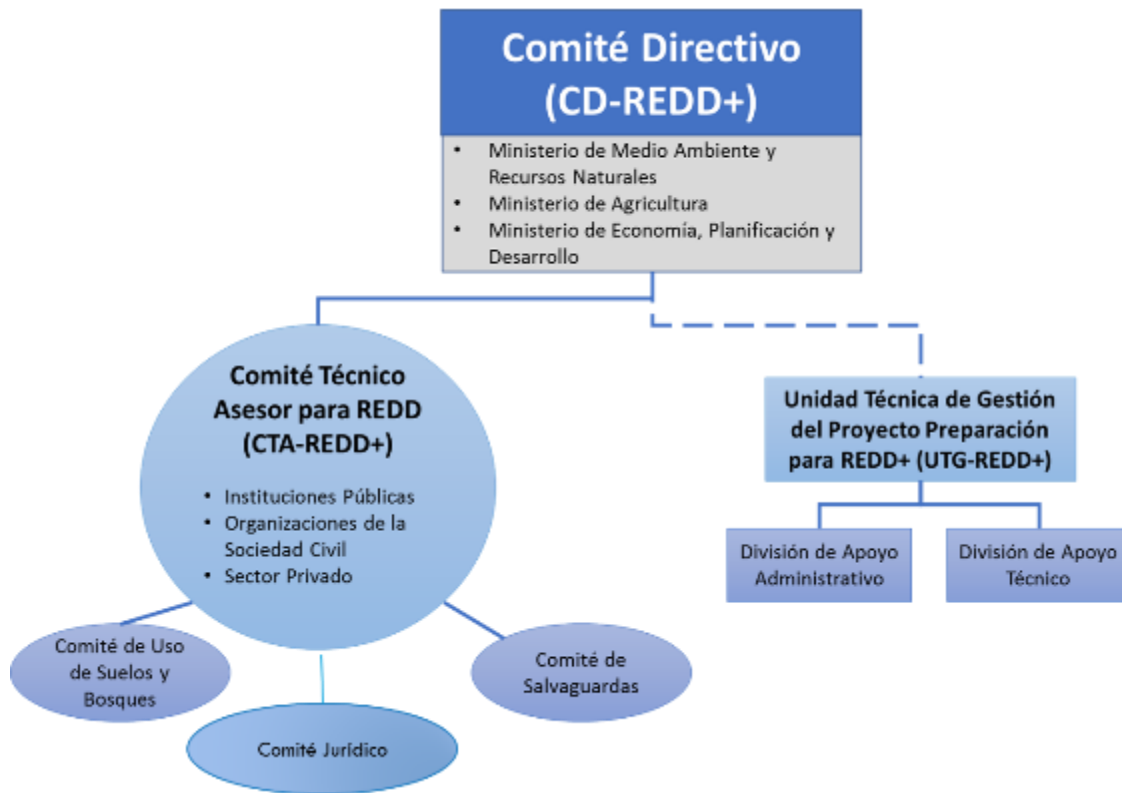 Comité Directivo
(CD-REDD+)
• Ministerio de Medio Ambiente y
Recursos Naturales
• Ministerio de Agricultura
• Ministerio de Economía, Planificación y
Desarrollo
Comité Técnico
Asesor para REDD
(CTA-REDD+)
• Instituciones Públicas
• Organizaciones de la
Sociedad Civil
• Sector Privado
Unidad Técnica de Gestión
del Proyecto Preparación
para REDD+ (UTG-REDD+)
División de Apoyo
Administrativo
División de Apoyo
Técnico
Comité de Uso
de Suelos y
Bosques
Comité Jurídico
Comité de
Salvaguardas